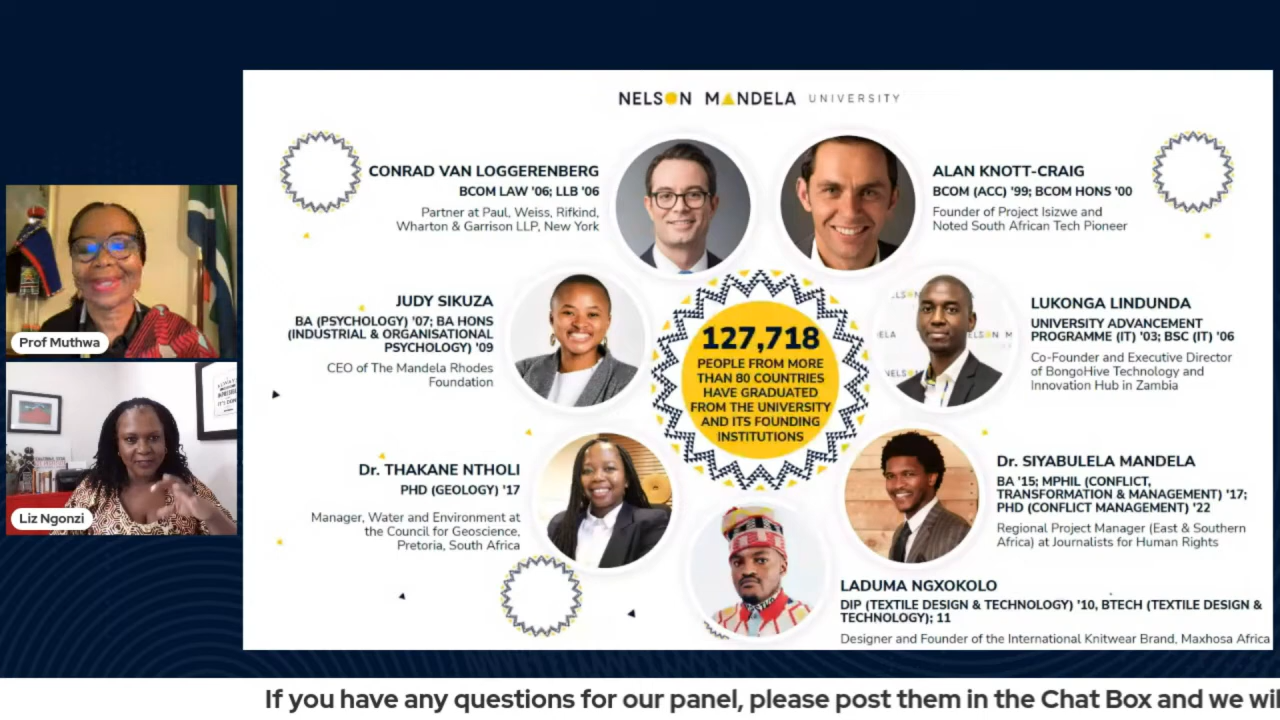 NELSON MANDELA UNIVERSITY
CONRAD VAN LOGGERENBERG
BCOM LAW '06; LLB '06
Partner at Paul, Weiss, Rifkind,
Wharton & Garrison LLP, New York
ALAN KNOTT-CRAIG
BCOM (ACC) '99; BCOM HONS '00
Founder of Project Isizwe and
Noted South African Tech Pioneer
JUDY SIKUZA
BA (PSYCHOLOGY) '07; BA HONS
(INDUSTRIAL & ORGANISATIONAL
PSYCHOLOGY) '09
CEO of The Mandela Rhodes
Foundation
127,718
PEOPLE FROM MORE
THAN 80 COUNTRIES
HAVE GRADUATED
FROM THE UNIVERSITY
AND ITS FOUNDING
INSTITUTIONS
LUKONGA LINDUNDA
UNIVERSITY ADVANCEMENT
PROGRAMME (IT) '03; BSC (IT) '06
Co-Founder and Executive Director
of BongoHive Technology and
Innovation Hub in Zambia
Dr. THAKANE NTHOLI
PHD (GEOLOGY) '17
Manager, Water and Environment at
the Council for Geoscience,
Pretoria, South Africa
Dr. SIYABULELA MANDELA
BA '15; MPHIL (CONFLICT,
TRANSFORMATION & MANAGEMENT) '17;
PHD (CONFLICT MANAGEMENT) '22
Regional Project Manager (East & Southern
Africa) at Journalists for Human Rights
LADUMA NGXOKOLO
DIP (TEXTILE DESIGN & TECHNOLOGY) '10, BTECH (TEXTILE DESIGN &
TECHNOLOGY); 11
Designer and Founder of the International Knitwear Brand, Maxhosa Africa
Prof Muthwa
Liz Ngonzi
If you have any questions for our panel, please post them in the Chat Box and we wil